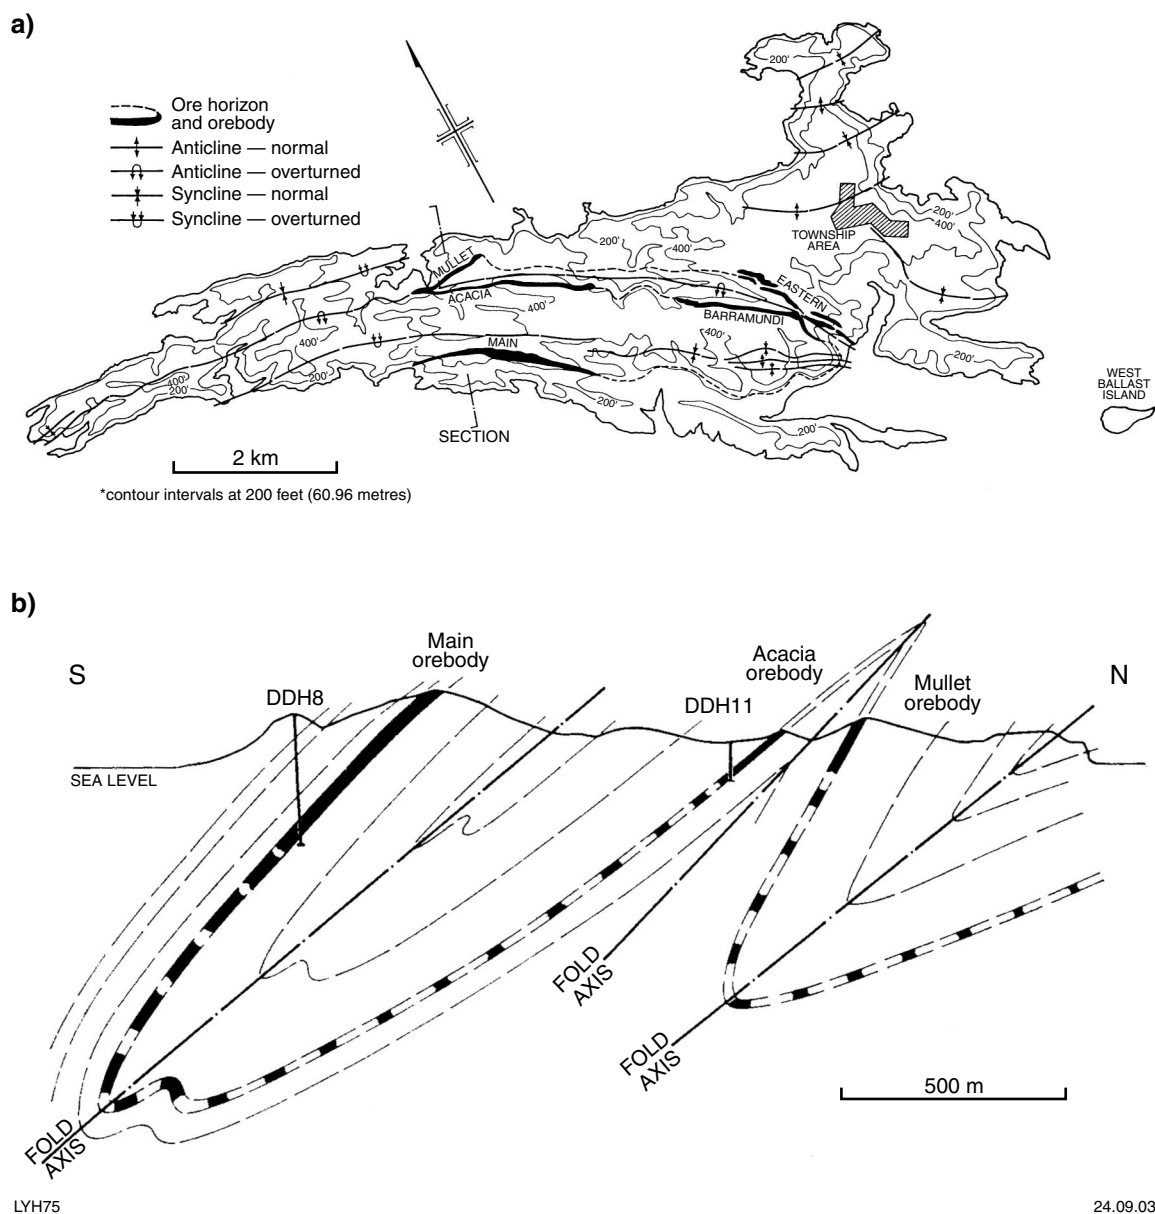 a)
Ore horizon
and orebody
Anticline — normal
Anticline — overturned
Syncline — normal
Syncline — overturned
200'
200'
400'
200'
400'
TOWNSHIP
AREA
MULLET
ACACIA
400'
EASTERN
BARRAMUNDI
400'
400'
MAIN
200'
400'
200'
200'
200'
200'
WEST
BALLAST
ISLAND
SECTION
2 km
*contour intervals at 200 feet (60.96 metres)
b)
S
Main
orebody
Acacia
orebody
N
Mullet
orebody
DDH8
DDH11
SEA LEVEL
FOLD
AXIS
FOLD
AXIS
500 m
FOLD
AXIS
LYH75
24.09.03